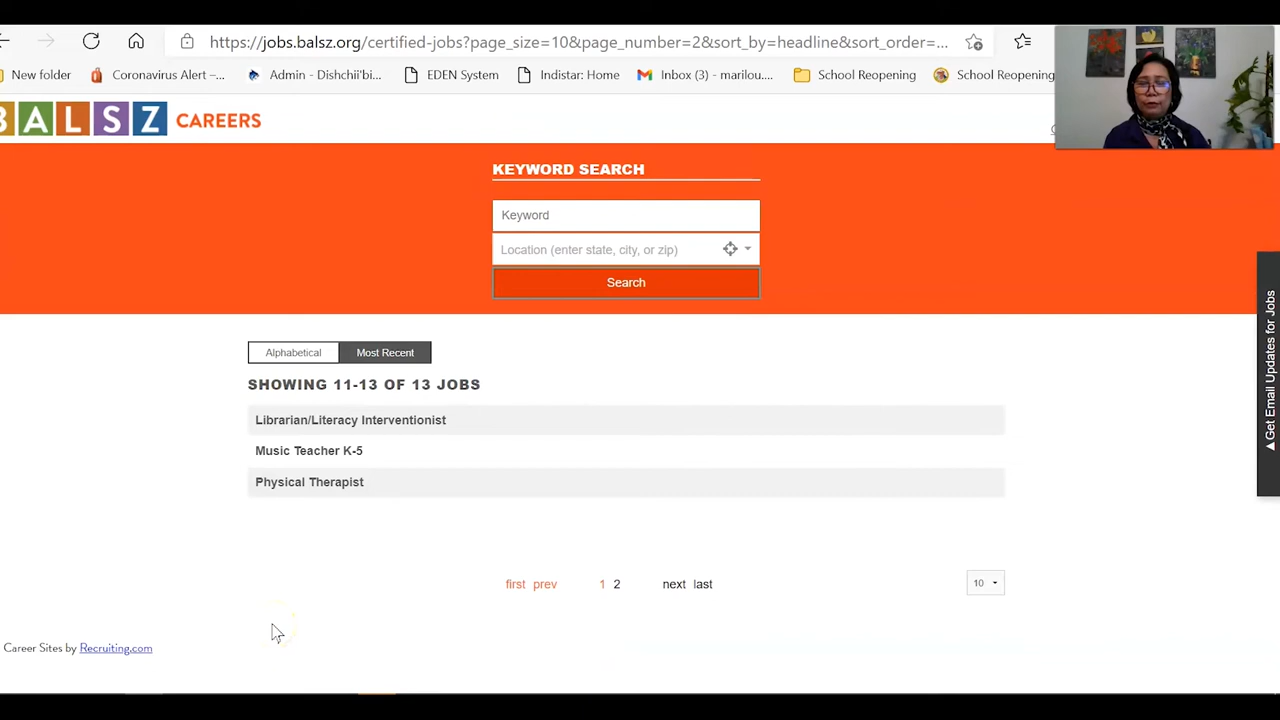 https://jobs.balsz.org/certified-jobs?page_size=10&page_number=2&sort_by=headline&sort_order=...
New folder
Coronavirus Alert –...
Admin - Dishchii'bi...
EDEN System
Indistar: Home
Inbox (3) - marilou....
School Reopening
School Reopening
BALSZ CAREERS
KEYWORD SEARCH
Keyword
Location (enter state, city, or zip)
Search
Get Email Updates for Jobs
Alphabetical
Most Recent
SHOWING 11-13 OF 13 JOBS
Librarian/Literacy Interventionist
Music Teacher K-5
Physical Therapist
first prev 1 2 next last
10
Career Sites by Recruiting.com